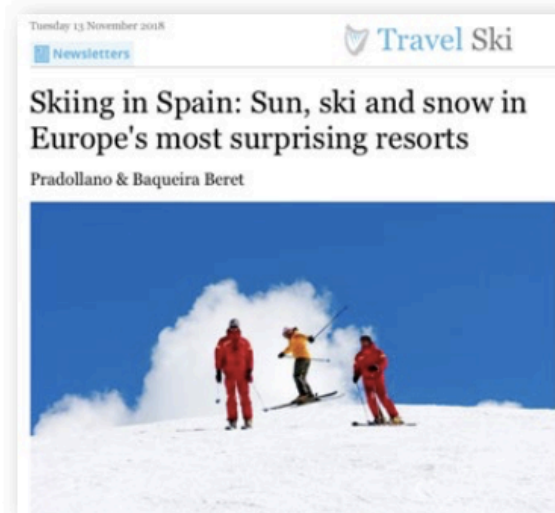 Tuesday 13 November 2018
Newsletters
Travel Ski
Skiing in Spain: Sun, ski and snow in
Europe's most surprising resorts
Pradollano & Baqueira Beret